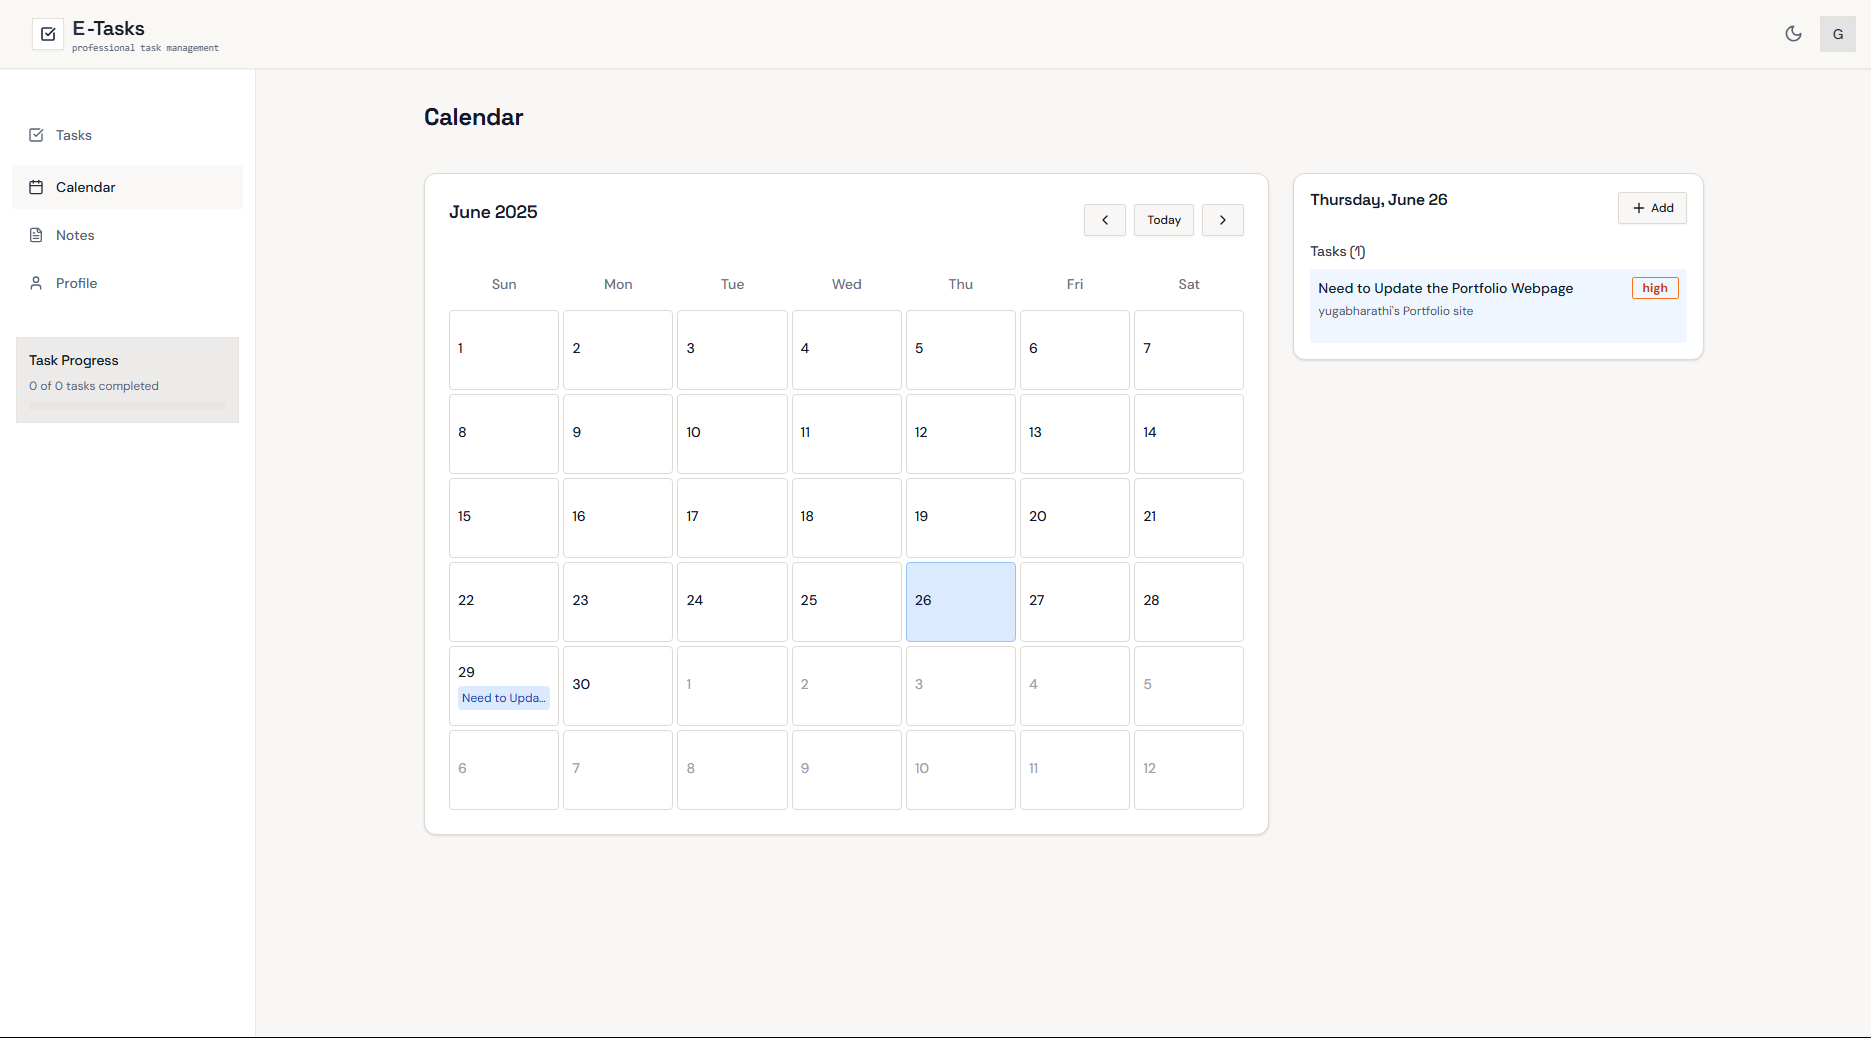 E-Tasks
professional task management
G
Tasks
Calendar
Notes
Profile
Task Progress
0 of 0 tasks completed
Calendar
June 2025
Today
Sun Mon Tue Wed Thu Fri Sat
1 2 3 4 5 6 7
8 9 10 11 12 13 14
15 16 17 18 19 20 21
22 23 24 25 26 27 28
29 30 1 2 3 4 5
Need to Upda...
6 7 8 9 10 11 12
Thursday, June 26
+ Add
Tasks (1)
Need to Update the Portfolio Webpage high
yugabharathi's Portfolio site